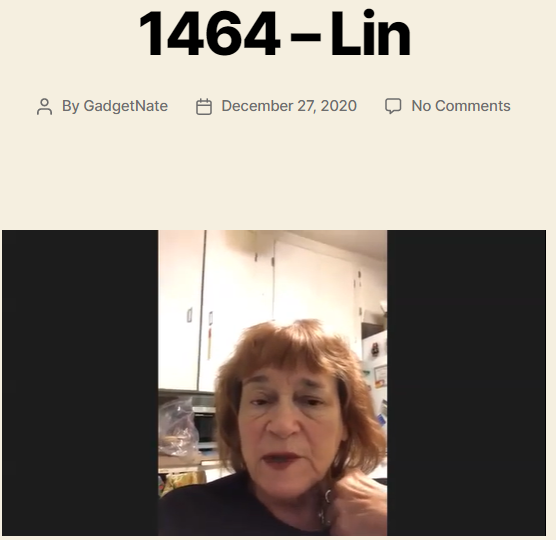 1464 – Lin
By GadgetNate December 27, 2020 No Comments